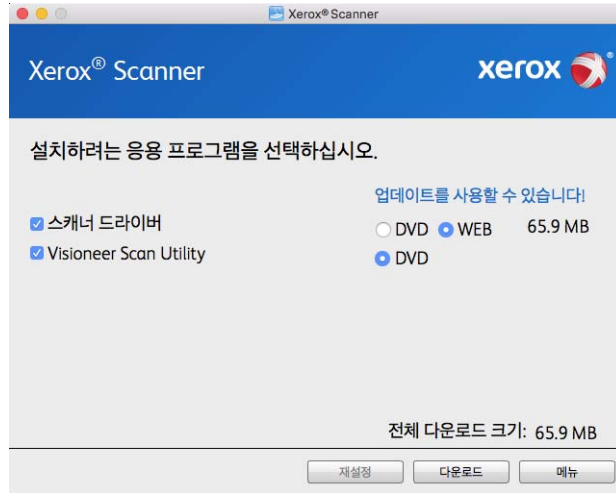 Xerox® Scanner
Xerox® Scanner
xerox
설치하려는 응용 프로그램을 선택하십시오.
업데이트를 사용할 수 있습니다!
스캐너 드라이버 DVD WEB 65.9 MB
Visioneer Scan Utility DVD
전체 다운로드 크기: 65.9 MB
재설정 다운로드 메뉴